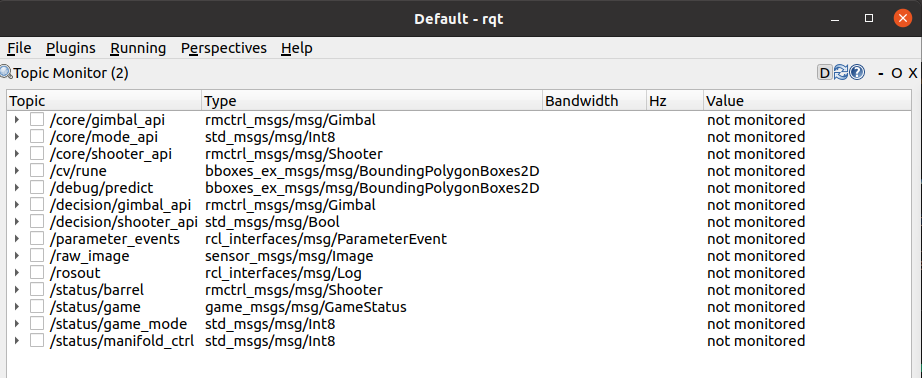 Default - rqt
File Plugins Running Perspectives Help
Topic Monitor (2) D - O X
Topic Type Bandwidth Hz Value
/core/gimbal_api rmctrl_msgs/msg/Gimbal not monitored
/core/mode_api std_msgs/msg/Int8 not monitored
/core/shooter_api rmctrl_msgs/msg/Shooter not monitored
/cv/rune bboxes_ex_msgs/msg/BoundingPolygonBoxes2D not monitored
/debug/predict bboxes_ex_msgs/msg/BoundingPolygonBoxes2D not monitored
/decision/gimbal_api rmctrl_msgs/msg/Gimbal not monitored
/decision/shooter_api std_msgs/msg/Bool not monitored
/parameter_events rcl_interfaces/msg/ParameterEvent not monitored
/raw_image sensor_msgs/msg/Image not monitored
/rosout rcl_interfaces/msg/Log not monitored
/status/barrel rmctrl_msgs/msg/Shooter not monitored
/status/game game_msgs/msg/GameStatus not monitored
/status/game_mode std_msgs/msg/Int8 not monitored
/status/manifold_ctrl std_msgs/msg/Int8 not monitored